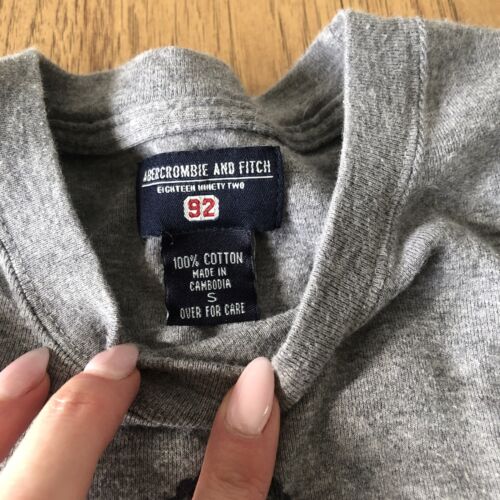 ABERCROMBIE AND FITCH
EIGHTEEN NINETY TWO
92
100% COTTON
MADE IN
CAMBODIA
S
OVER FOR CARE